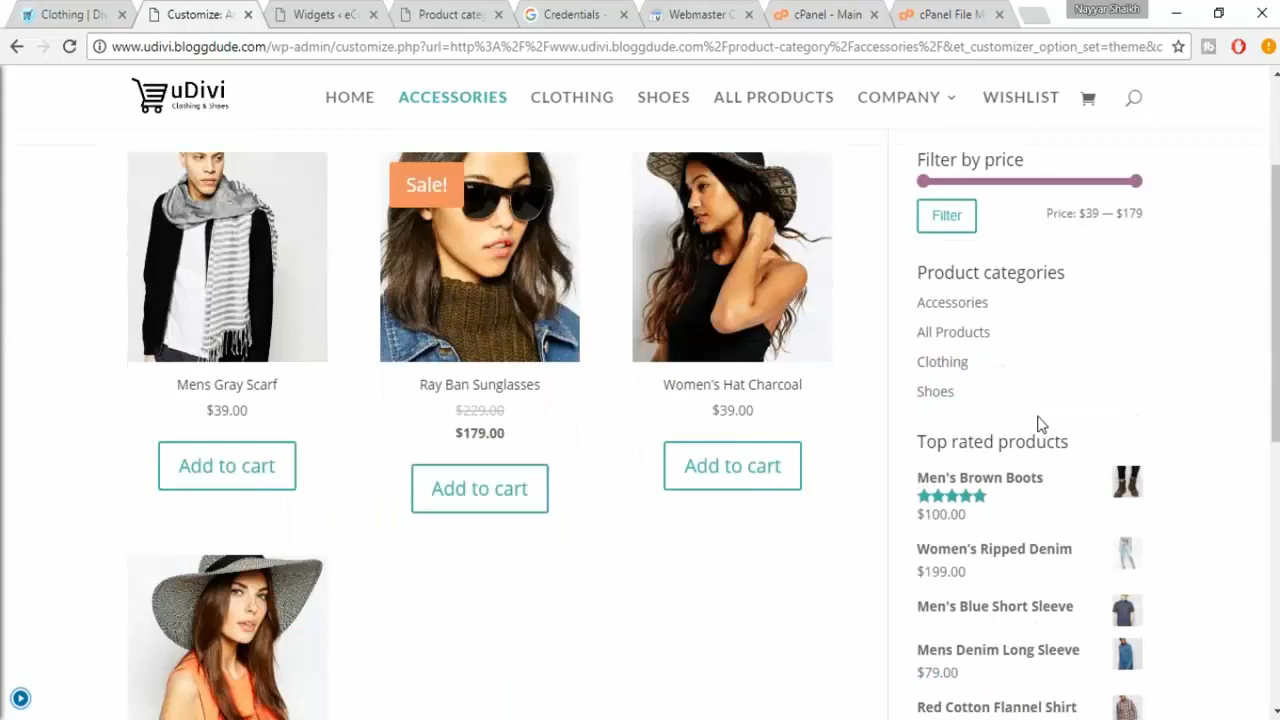 Clothing | Div
Customize: A
Widgets ‹ eC
Product cate
Credentials -
Webmaster C
cPanel - Main
cPanel File M
Nayyar Shaikh
www.udivi.bloggdude.com/wp-admin/customize.php?url=http%3A%2F%2Fwww.udivi.bloggdude.com%2Fproduct-category%2Faccessories%2F&et_customizer_option_set=theme&c
uDivi
Clothing & Shoes
HOME ACCESSORIES CLOTHING SHOES ALL PRODUCTS COMPANY WISHLIST
Sale!
Mens Gray Scarf
$39.00
Add to cart
Ray Ban Sunglasses
$229.00
$179.00
Add to cart
Women's Hat Charcoal
$39.00
Add to cart
Filter by price
Filter
Price: $39 — $179
Product categories
Accessories
All Products
Clothing
Shoes
Top rated products
Men's Brown Boots
$100.00
Women's Ripped Denim
$199.00
Men's Blue Short Sleeve
Mens Denim Long Sleeve
$79.00
Red Cotton Flannel Shirt